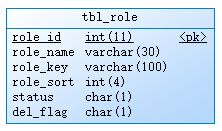 tbl_role
role_id int(11) <pk>
role_name varchar(30)
role_key varchar(100)
role_sort int(4)
status char(1)
del_flag char(1)